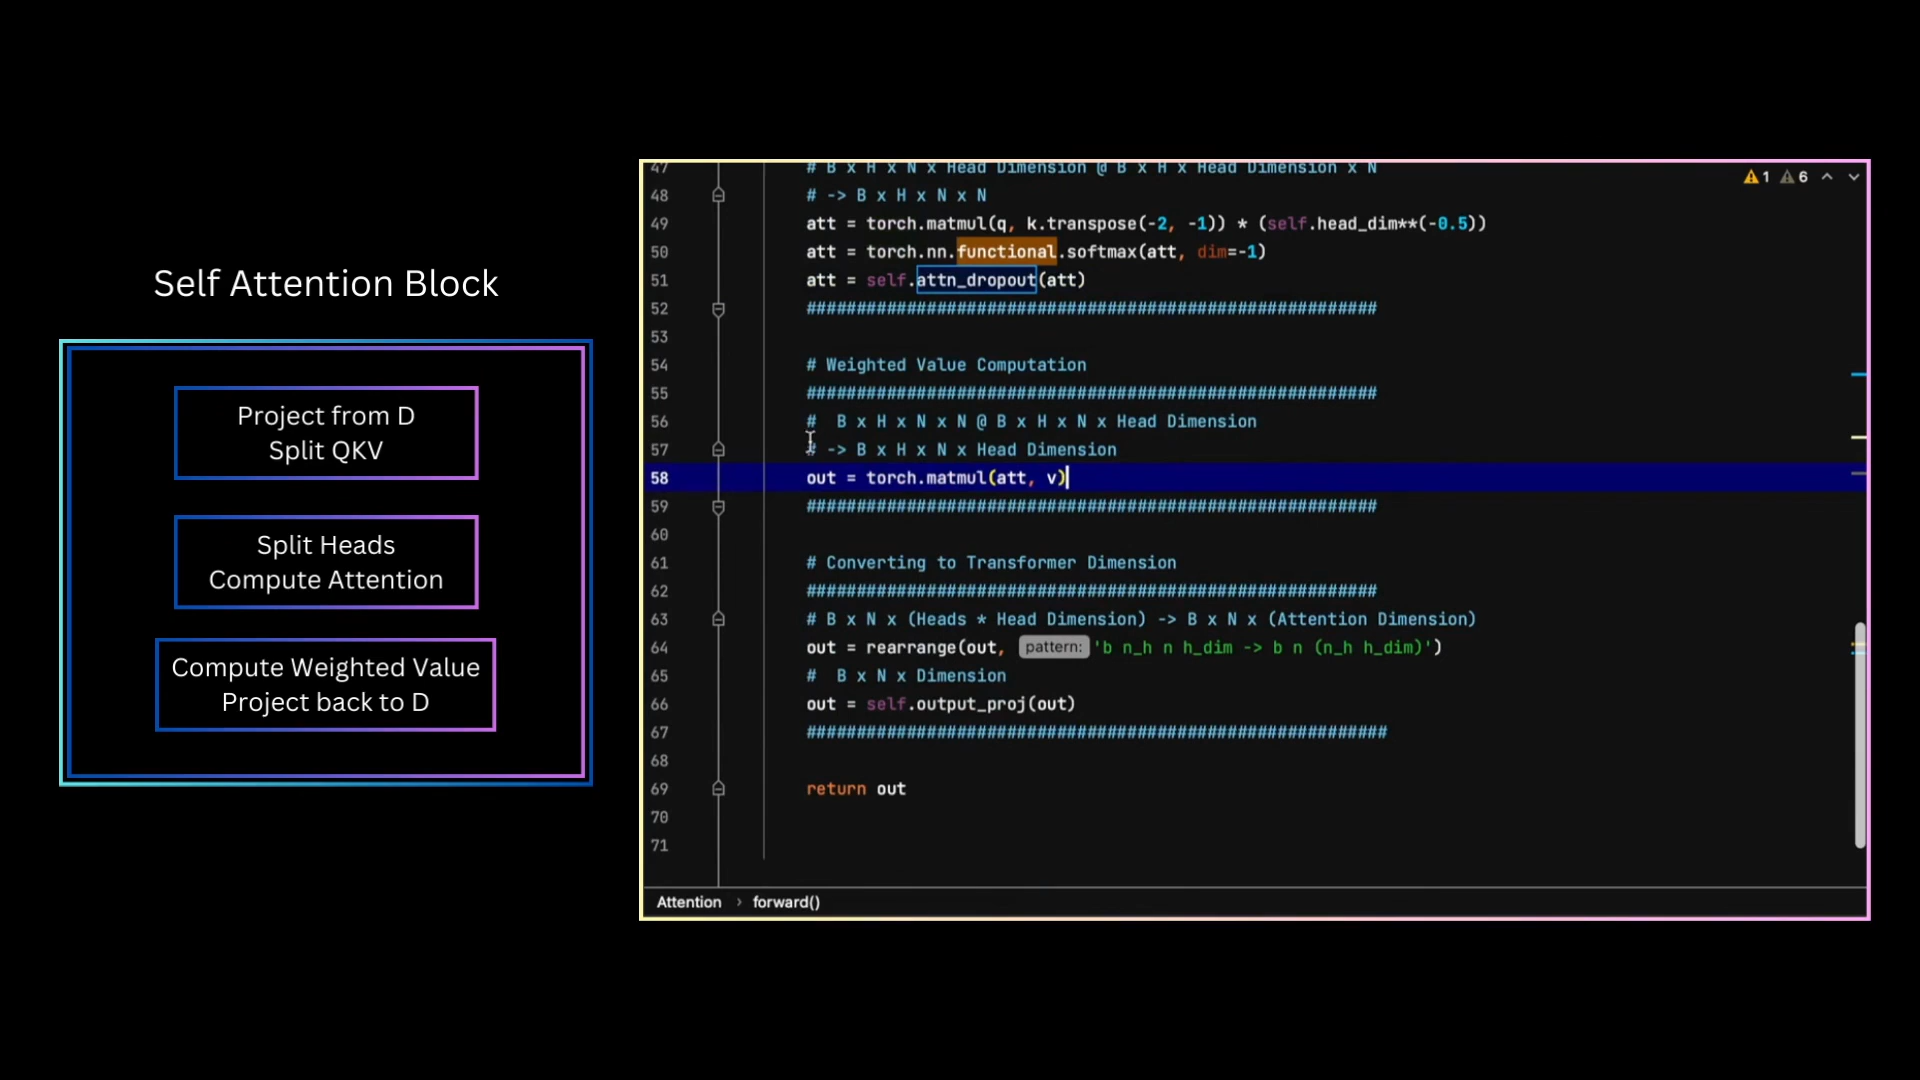 Self Attention Block
Project from D
Split QKV
Split Heads
Compute Attention
Compute Weighted Value
Project back to D
47 # B x H x N x Head Dimension @ B x H x Head Dimension x N
48 # -> B x H x N x N
49 att = torch.matmul(q, k.transpose(-2, -1)) * (self.head_dim**(-0.5))
50 att = torch.nn.functional.softmax(att, dim=-1)
51 att = self.attn_dropout(att)
52 #########################################################
53
54 # Weighted Value Computation
55 #########################################################
56 #  B x H x N x N @ B x H x N x Head Dimension
57 # -> B x H x N x Head Dimension
58 out = torch.matmul(att, v)
59 #########################################################
60
61 # Converting to Transformer Dimension
62 #########################################################
63 # B x N x (Heads * Head Dimension) -> B x N x (Attention Dimension)
64 out = rearrange(out, pattern: 'b n_h n h_dim -> b n (n_h h_dim)')
65 #  B x N x Dimension
66 out = self.output_proj(out)
67 ##########################################################
68
69 return out
70
71
1 6
Attention › forward()